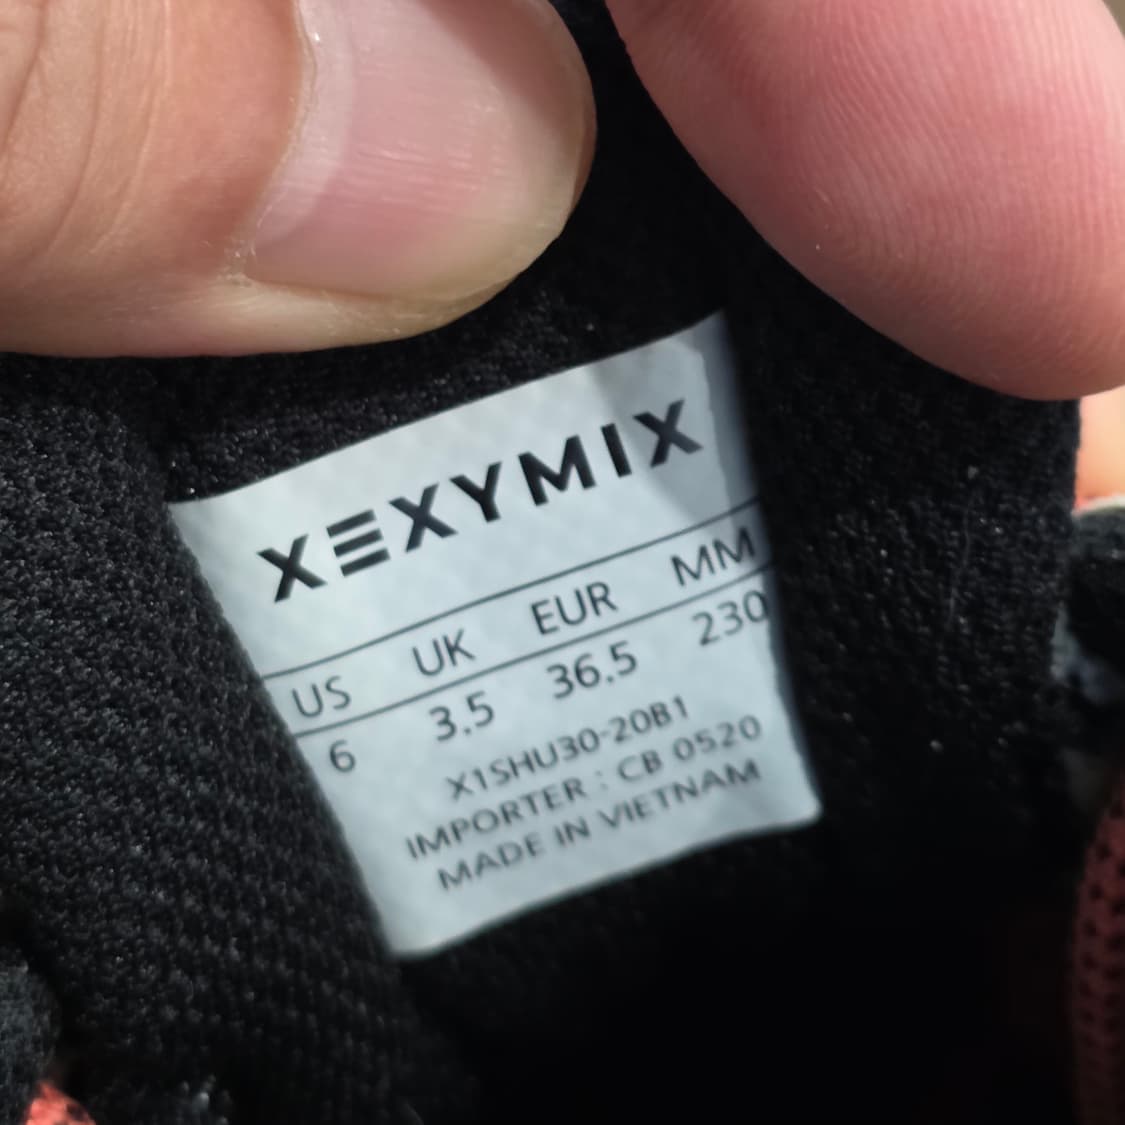 XEXYMIX
US UK EUR MM
6 3.5 36.5 230
X1SHU30-20B1
IMPORTER : CB 0520
MADE IN VIETNAM